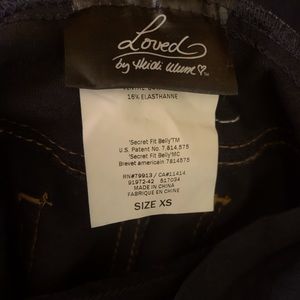 Loved
by Heidi Klum
16% ELASTHANNE
'Secret Fit Belly'TM
U.S. Patent No. 7,814,575
'Secret Fit Belly'MC
Brevet americain 7814575
RN#79913 / CA#11414
91972-42 517034
MADE IN CHINA
FABRIQUE EN CHINE
SIZE XS